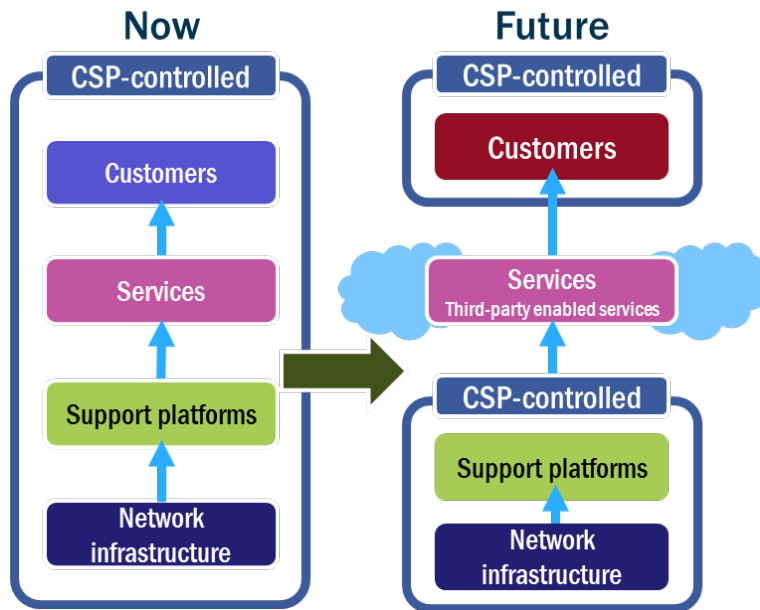 Now
CSP-controlled
Customers
Services
Support platforms
Network
infrastructure
Future
CSP-controlled
Customers
Services
Third-party enabled services
CSP-controlled
Support platforms
Network
infrastructure